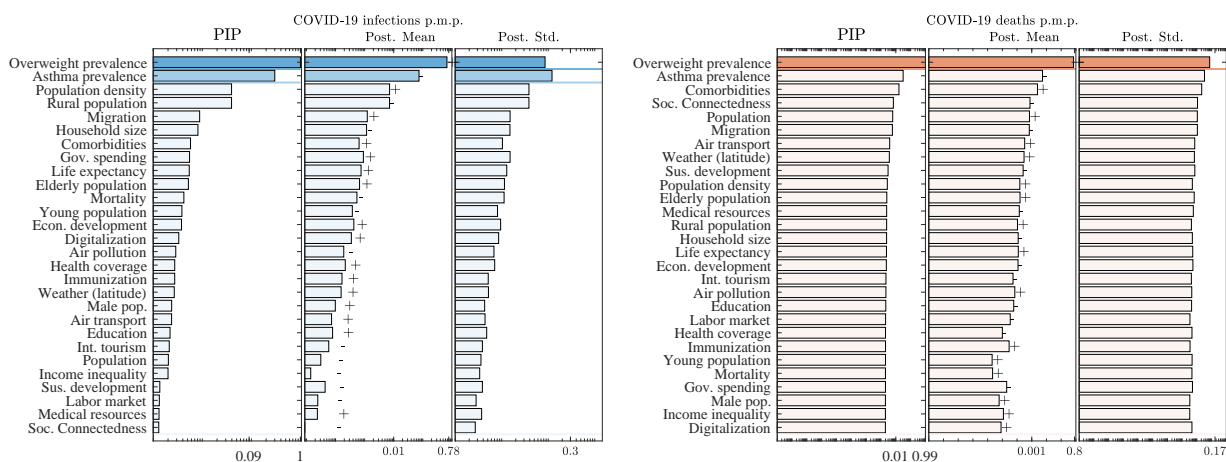 COVID-19 infections p.m.p.
PIP
Post. Mean
Post. Std.
Overweight prevalence
Asthma prevalence
Population density
Rural population
Migration
Household size
Comorbidities
Gov. spending
Life expectancy
Elderly population
Mortality
Young population
Econ. development
Digitalization
Air pollution
Health coverage
Immunization
Weather (latitude)
Male pop.
Air transport
Education
Int. tourism
Population
Income inequality
Sus. development
Labor market
Medical resources
Soc. Connectedness
0.09 1
0.01 0.78
0.3
COVID-19 deaths p.m.p.
PIP
Post. Mean
Post. Std.
Overweight prevalence
Asthma prevalence
Comorbidities
Soc. Connectedness
Population
Migration
Air transport
Weather (latitude)
Sus. development
Population density
Elderly population
Medical resources
Rural population
Household size
Life expectancy
Econ. development
Int. tourism
Air pollution
Education
Labor market
Health coverage
Immunization
Young population
Mortality
Gov. spending
Male pop.
Income inequality
Digitalization
0.01 0.99
0.001 0.8
0.17